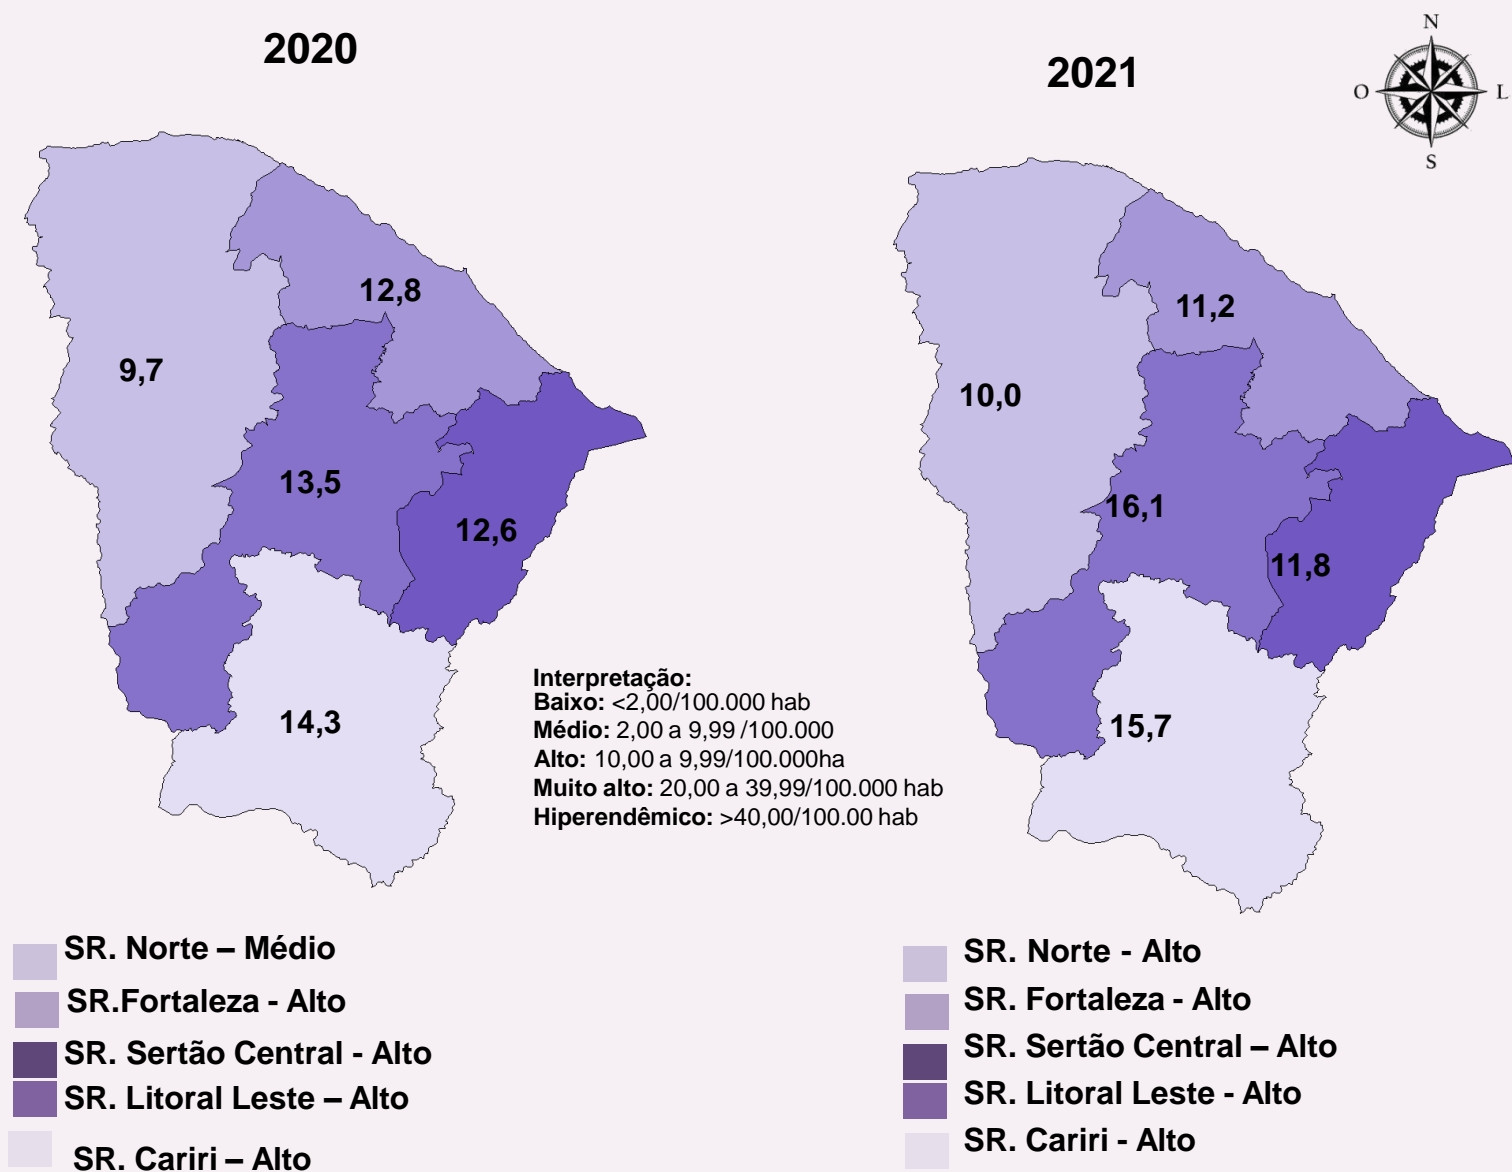 2020
2021
N
O
L
S
12,8
9,7
13,5
12,6
14,3
11,2
10,0
16,1
11,8
15,7
Interpretação:
Baixo: <2,00/100.000 hab
Médio: 2,00 a 9,99 /100.000
Alto: 10,00 a 9,99/100.000ha
Muito alto: 20,00 a 39,99/100.000 hab
Hiperendêmico: >40,00/100.00 hab
SR. Norte – Médio
SR.Fortaleza - Alto
SR. Sertão Central - Alto
SR. Litoral Leste – Alto
SR. Cariri – Alto
SR. Norte - Alto
SR. Fortaleza - Alto
SR. Sertão Central – Alto
SR. Litoral Leste - Alto
SR. Cariri - Alto